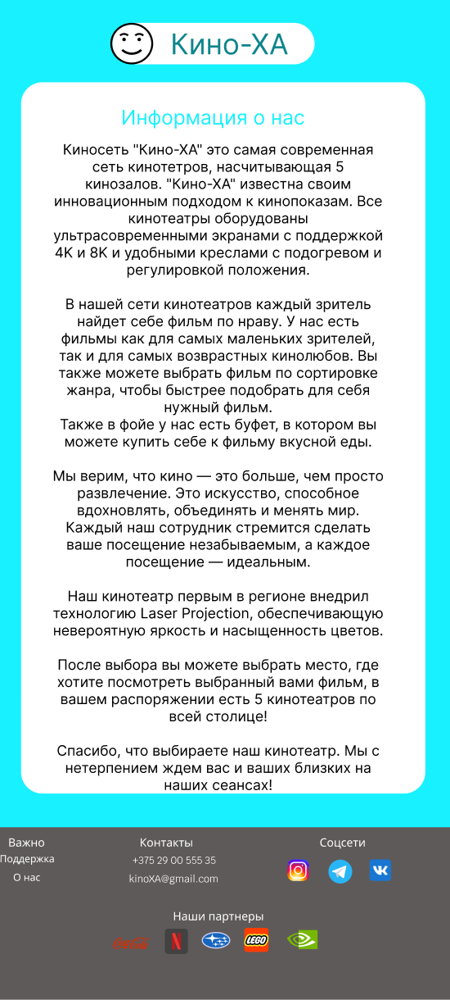 Кино-ХА
Информация о нас
Киносеть "Кино-ХА" это самая современная
сеть кинотетров, насчитывающая 5
кинозалов. "Кино-ХА" известна своим
инновационным подходом к кинопоказам. Все
кинотеатры оборудованы
ультрасовременными экранами с поддержкой
4K и 8K и удобными креслами с подогревом и
регулировкой положения.
В нашей сети кинотеатров каждый зритель
найдет себе фильм по нраву. У нас есть
фильмы как для самых маленьких зрителей,
так и для самых возврастных кинолюбов. Вы
также можете выбрать фильм по сортировке
жанра, чтобы быстрее подобрать для себя
нужный фильм.
Также в фойе у нас есть буфет, в котором вы
можете купить себе к фильму вкусной еды.
Мы верим, что кино — это больше, чем просто
развлечение. Это искусство, способное
вдохновлять, объединять и менять мир.
Каждый наш сотрудник стремится сделать
ваше посещение незабываемым, а каждое
посещение — идеальным.
Наш кинотеатр первым в регионе внедрил
технологию Laser Projection, обеспечивающую
невероятную яркость и насыщенность цветов.
После выбора вы можете выбрать место, где
хотите посмотреть выбранный вами фильм, в
вашем распоряжении есть 5 кинотеатров по
всей столице!
Спасибо, что выбираете наш кинотеатр. Мы с
нетерпением ждем вас и ваших близких на
наших сеансах!
Важно
Поддержка
О нас
Контакты
+375 29 00 555 35
kinoXA@gmail.com
Соцсети
Наши партнеры
Coca-Cola
LEGO